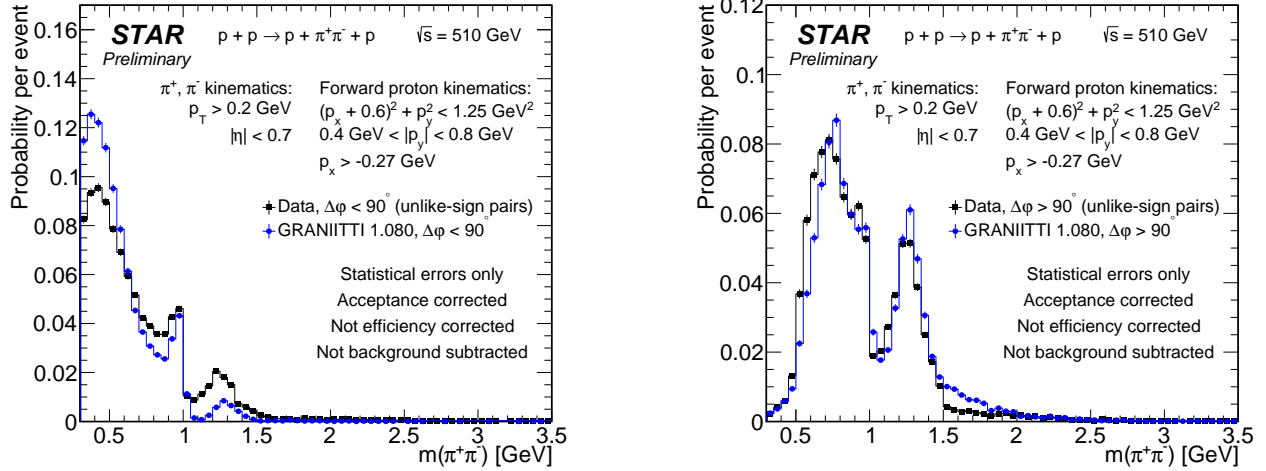 Probability per event
0.16
0.14
0.12
0.1
0.08
0.06
0.04
0.02
0
STAR
Preliminary
p + p → p + π⁺π⁻ + p
√s = 510 GeV
π⁺, π⁻ kinematics:
p_T > 0.2 GeV
|η| < 0.7
Forward proton kinematics:
(p_x + 0.6)² + p_y² < 1.25 GeV²
0.4 GeV < |p_y| < 0.8 GeV
p_x > -0.27 GeV
Data, Δφ < 90° (unlike-sign pairs)
GRANIITTI 1.080, Δφ < 90°
Statistical errors only
Acceptance corrected
Not efficiency corrected
Not background subtracted
0.5 1 1.5 2 2.5 3 3.5
m(π⁺π⁻) [GeV]
Probability per event
0.12
0.1
0.08
0.06
0.04
0.02
0
STAR
Preliminary
p + p → p + π⁺π⁻ + p
√s = 510 GeV
π⁺, π⁻ kinematics:
p_T > 0.2 GeV
|η| < 0.7
Forward proton kinematics:
(p_x + 0.6)² + p_y² < 1.25 GeV²
0.4 GeV < |p_y| < 0.8 GeV
p_x > -0.27 GeV
Data, Δφ > 90° (unlike-sign pairs)
GRANIITTI 1.080, Δφ > 90°
Statistical errors only
Acceptance corrected
Not efficiency corrected
Not background subtracted
0.5 1 1.5 2 2.5 3 3.5
m(π⁺π⁻) [GeV]